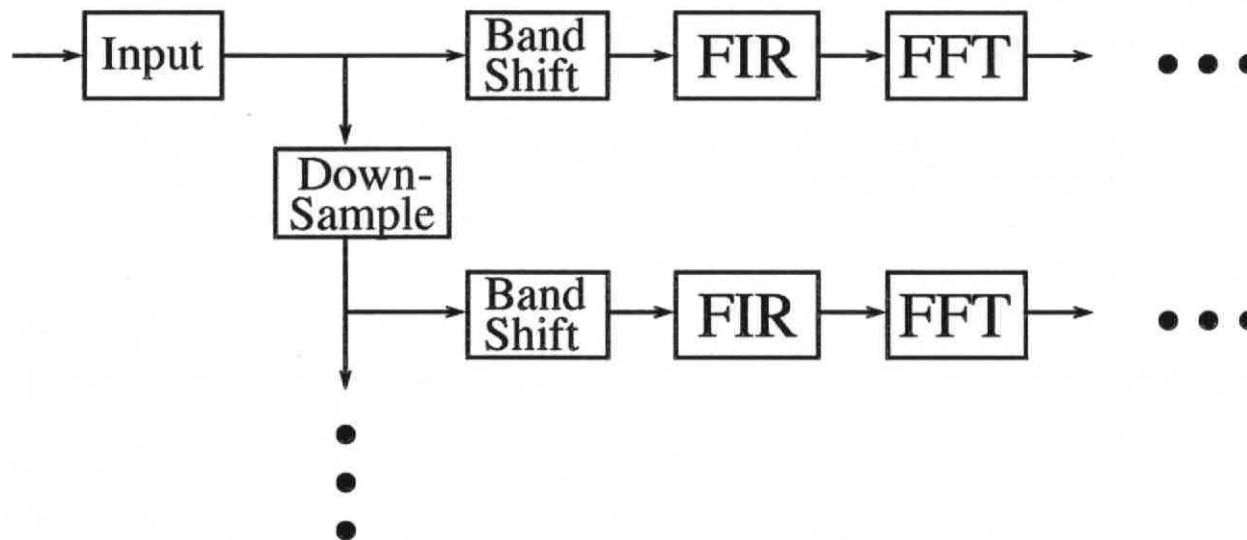 Input
Band
Shift
FIR
FFT
Down-
Sample
Band
Shift
FIR
FFT